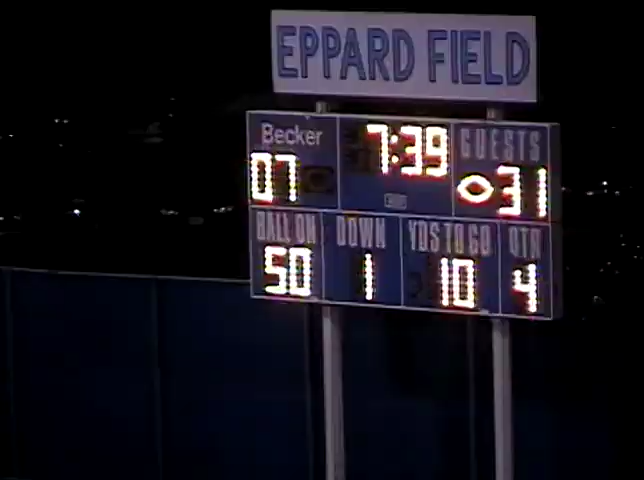 EPPARD FIELD
Becker 7:39 GUESTS
07 31
BALL ON DOWN YDS TO GO QTR
50 1 10 4